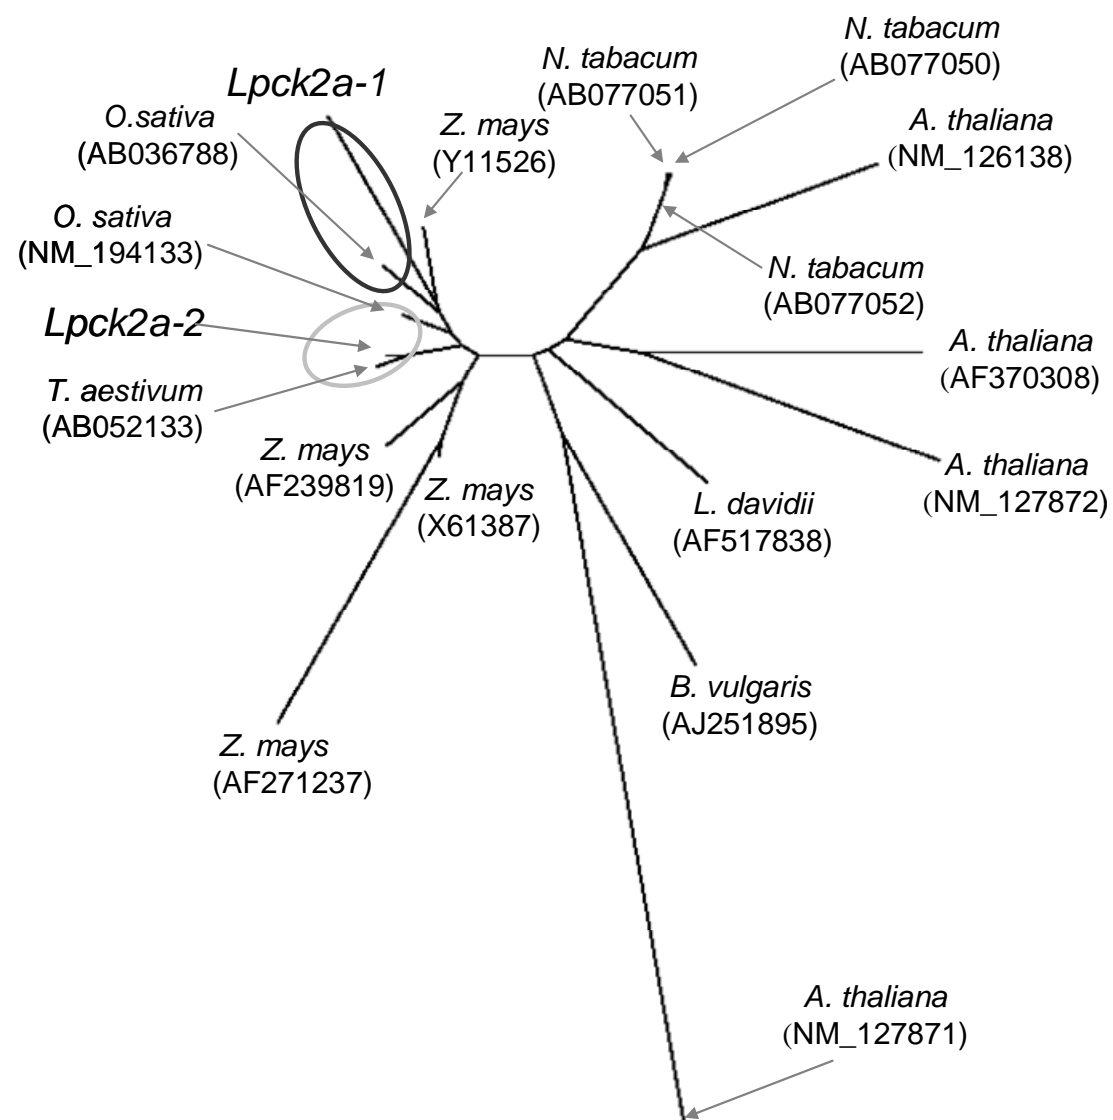 N. tabacum
(AB077050)
N. tabacum
(AB077051)
Lpck2a-1
O.sativa
(AB036788)
Z. mays
(Y11526)
A. thaliana
(NM_126138)
O. sativa
(NM_194133)
N. tabacum
(AB077052)
Lpck2a-2
A. thaliana
(AF370308)
T. aestivum
(AB052133)
Z. mays
(AF239819)
Z. mays
(X61387)
A. thaliana
(NM_127872)
L. davidii
(AF517838)
B. vulgaris
(AJ251895)
Z. mays
(AF271237)
A. thaliana
(NM_127871)